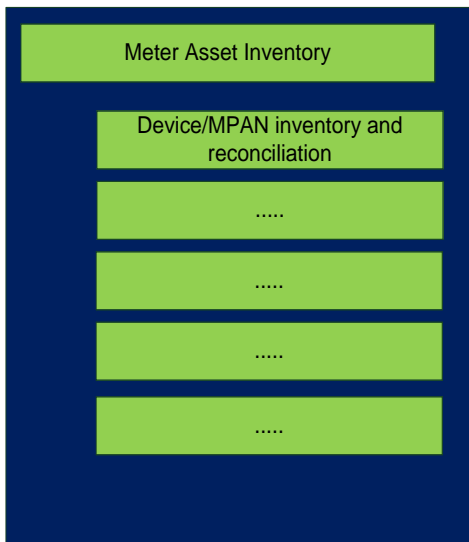 Meter Asset Inventory
Device/MPAN inventory and
reconciliation
.....
.....
.....
.....